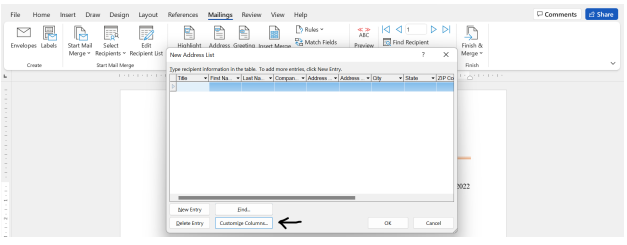 File Home Insert Draw Design Layout References Mailings Review View Help Comments Share
Envelopes Labels Start Mail Merge Select Recipients Edit Recipient List Highlight Address Greeting Insert Merge Rules Match Fields ABC Preview 1 Find Recipient Finish & Merge
Create Start Mail Merge Finish
New Address List ? ×
Type recipient information in the table. To add more entries, click New Entry.
Title First Na... Last Na... Compan... Address ... Address ... City State ZIP Co
New Entry Find...
Delete Entry Customize Columns... OK Cancel
2022